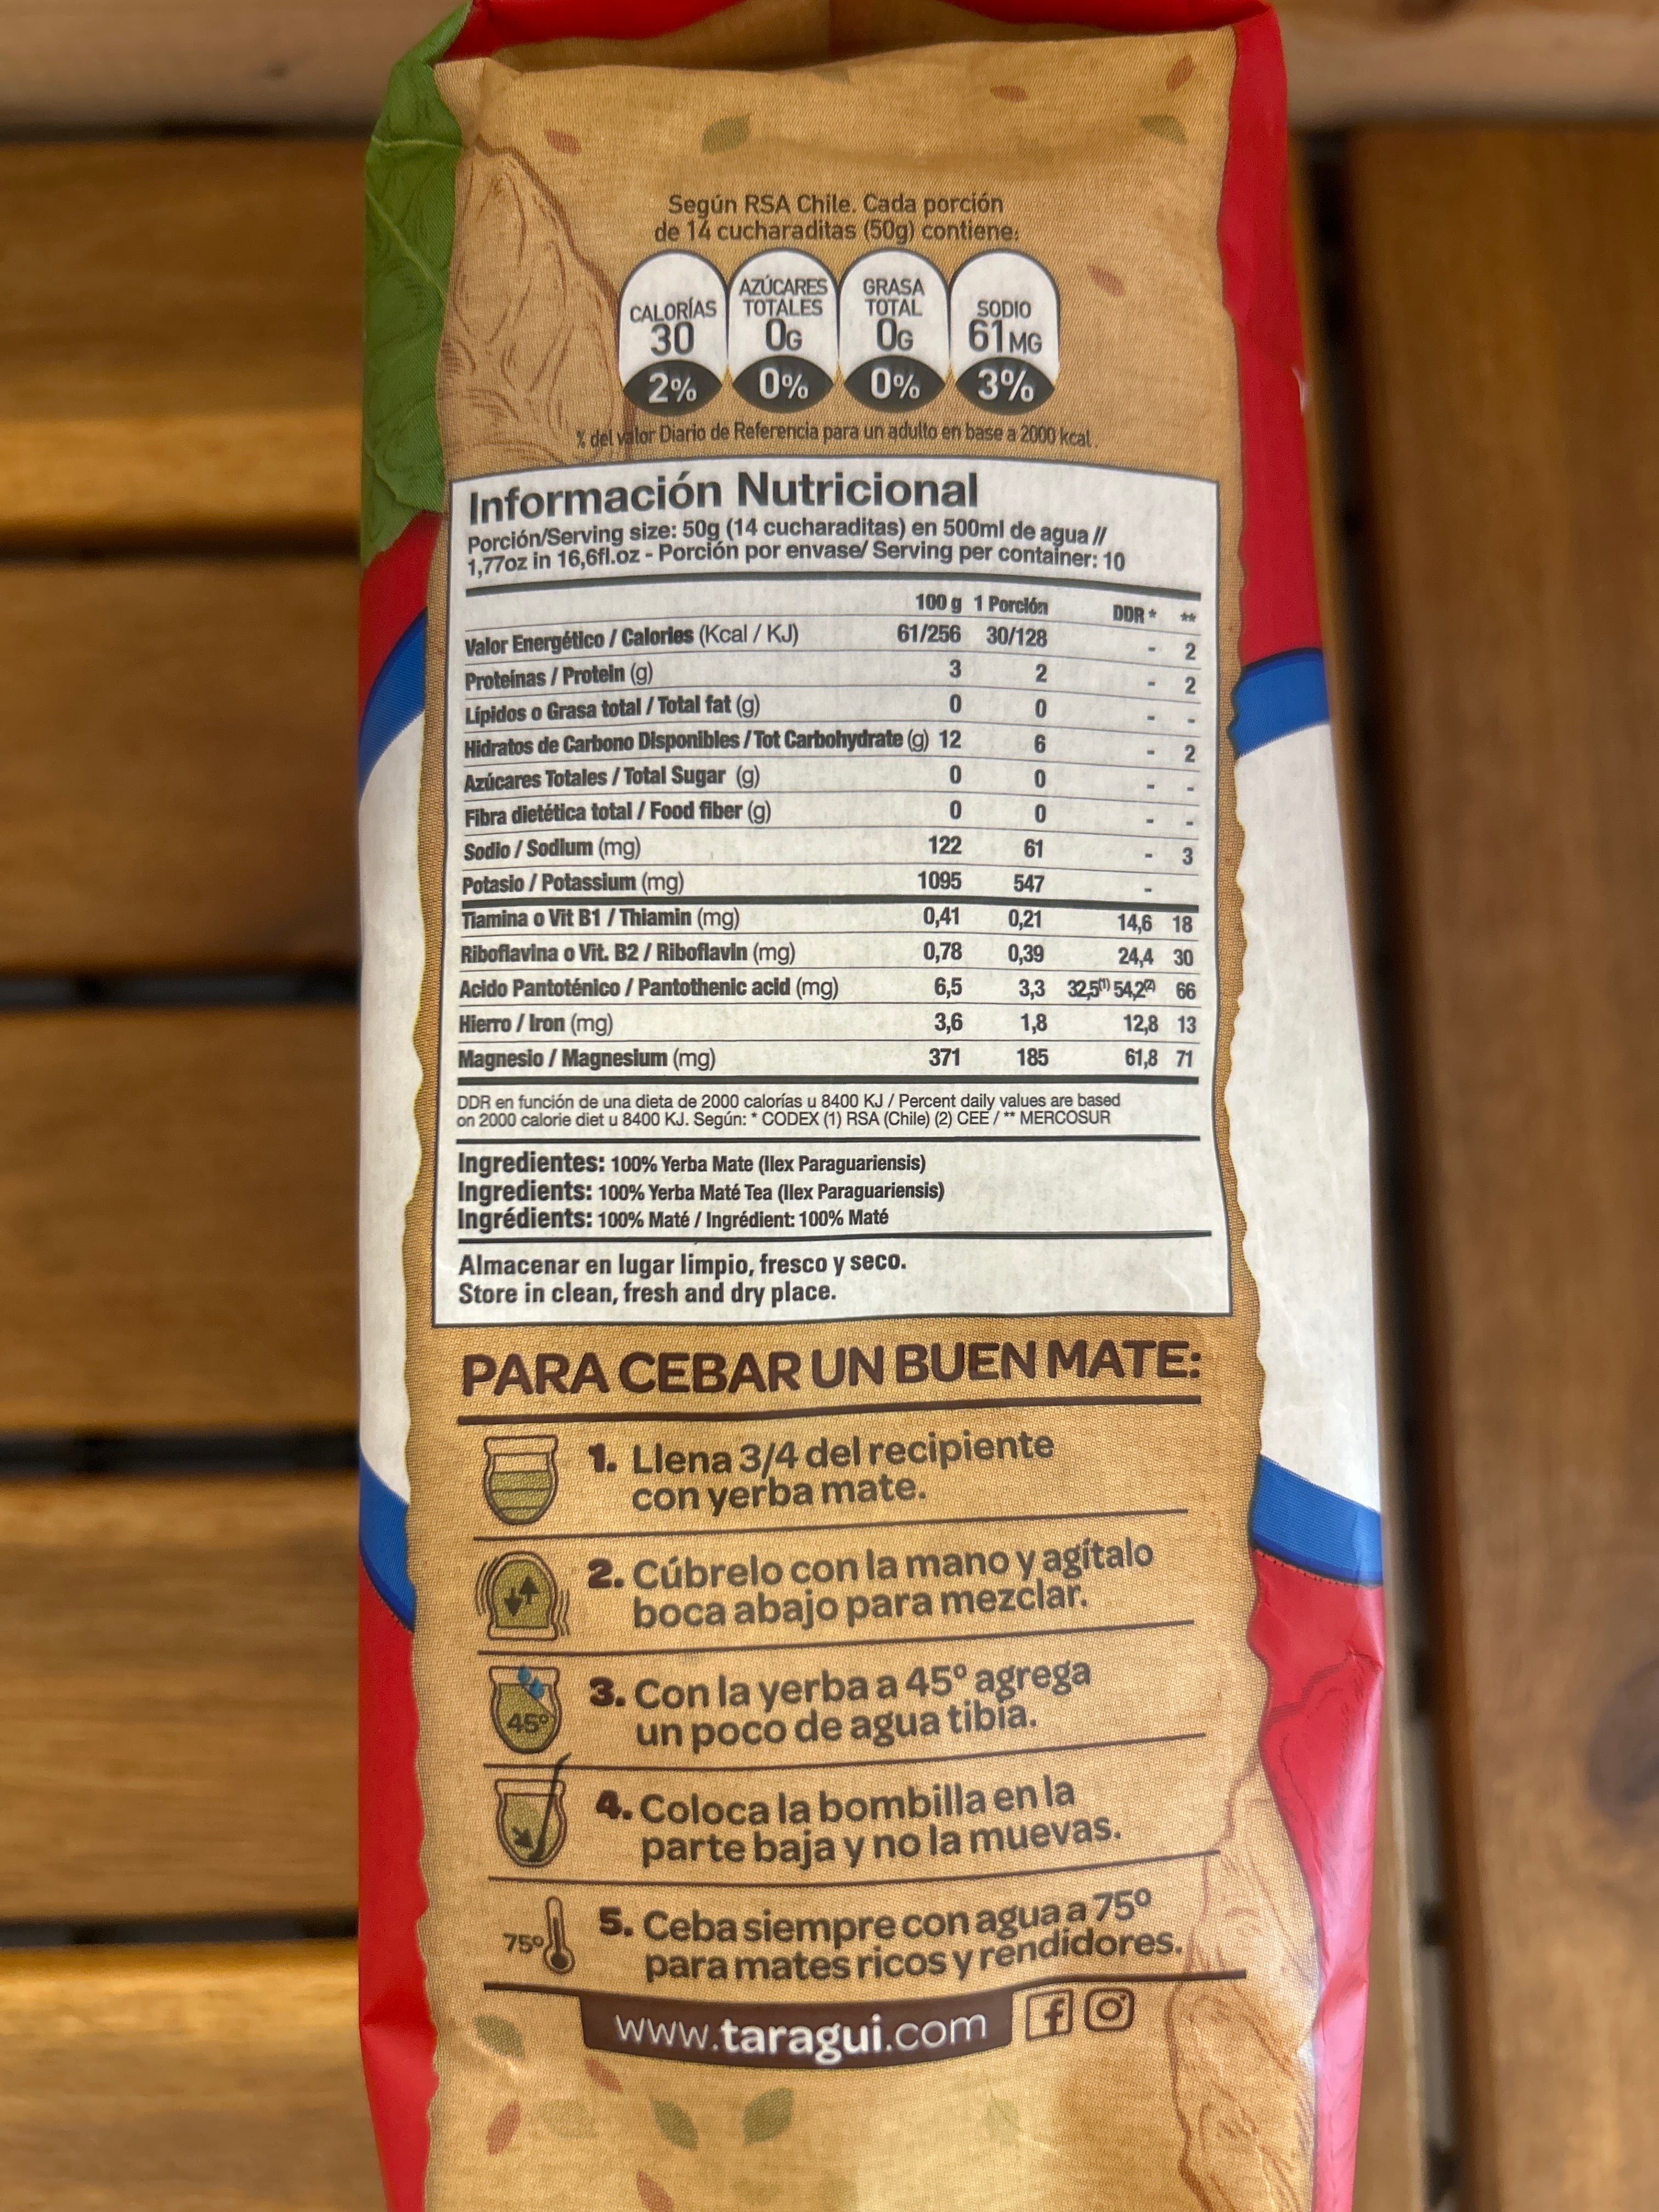 Según RSA Chile. Cada porción
de 14 cucharaditas (50g) contiene:
CALORÍAS
30
2%
AZÚCARES
TOTALES
0G
0%
GRASA
TOTAL
0G
0%
SODIO
61MG
3%
% del valor Diario de Referencia para un adulto en base a 2000 kcal.
Información Nutricional
Porción/Serving size: 50g (14 cucharaditas) en 500ml de agua //
1,77oz in 16,6fl.oz - Porción por envase/ Serving per container: 10
100 g 1 Porción DDR * **
Valor Energético / Calories (Kcal / KJ) 61/256 30/128 - 2
Proteínas / Protein (g) 3 2 - 2
Lípidos o Grasa total / Total fat (g) 0 0 - -
Hidratos de Carbono Disponibles / Tot Carbohydrate (g) 12 6 - 2
Azúcares Totales / Total Sugar (g) 0 0 - -
Fibra dietética total / Food fiber (g) 0 0 - -
Sodio / Sodium (mg) 122 61 - 3
Potasio / Potassium (mg) 1095 547 -
Tiamina o Vit B1 / Thiamin (mg) 0,41 0,21 14,6 18
Riboflavina o Vit. B2 / Riboflavin (mg) 0,78 0,39 24,4 30
Acido Pantoténico / Pantothenic acid (mg) 6,5 3,3 32,5(1) 54,2(2) 66
Hierro / Iron (mg) 3,6 1,8 12,8 13
Magnesio / Magnesium (mg) 371 185 61,8 71
DDR en función de una dieta de 2000 calorías u 8400 KJ / Percent daily values are based
on 2000 calorie diet u 8400 KJ. Según: * CODEX (1) RSA (Chile) (2) CEE / ** MERCOSUR
Ingredientes: 100% Yerba Mate (Ilex Paraguariensis)
Ingredients: 100% Yerba Maté Tea (Ilex Paraguariensis)
Ingrédients: 100% Maté / Ingrédient: 100% Maté
Almacenar en lugar limpio, fresco y seco.
Store in clean, fresh and dry place.
PARA CEBAR UN BUEN MATE:
1. Llena 3/4 del recipiente
con yerba mate.
2. Cúbrelo con la mano y agítalo
boca abajo para mezclar.
45º
3. Con la yerba a 45º agrega
un poco de agua tibia.
4. Coloca la bombilla en la
parte baja y no la muevas.
75º
5. Ceba siempre con agua a 75º
para mates ricos y rendidores.
www.taragui.com